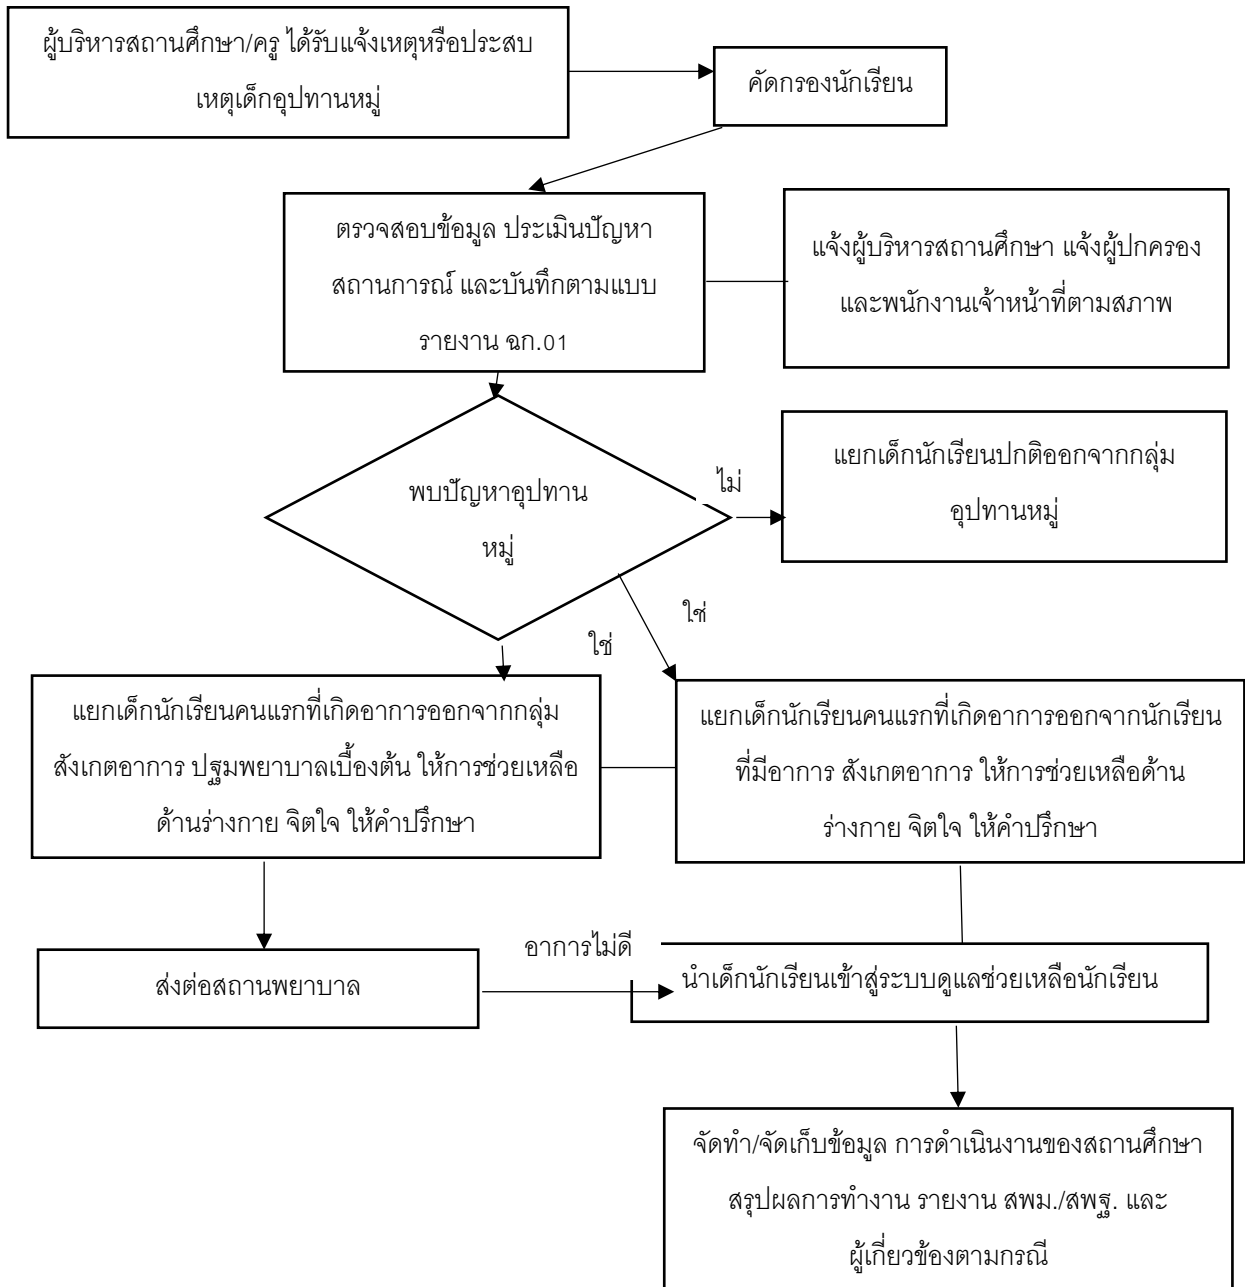 ผู้บริหารสถานศึกษา/ครู ได้รับแจ้งเหตุหรือประสบ
เหตุเด็กอุปทานหมู่
คัดกรองนักเรียน
ตรวจสอบข้อมูล ประเมินปัญหา
สถานการณ์ และบันทึกตามแบบ
รายงาน ฉก.01
แจ้งผู้บริหารสถานศึกษา แจ้งผู้ปกครอง
และพนักงานเจ้าหน้าที่ตามสภาพ
พบปัญหาอุปทาน
หมู่
ไม่
แยกเด็กนักเรียนปกติออกจากกลุ่ม
อุปทานหมู่
ใช่
ใช่
แยกเด็กนักเรียนคนแรกที่เกิดอาการออกจากกลุ่ม
สังเกตอาการ ปฐมพยาบาลเบื้องต้น ให้การช่วยเหลือ
ด้านร่างกาย จิตใจ ให้คำปรึกษา
แยกเด็กนักเรียนคนแรกที่เกิดอาการออกจากนักเรียน
ที่มีอาการ สังเกตอาการ ให้การช่วยเหลือด้าน
ร่างกาย จิตใจ ให้คำปรึกษา
ส่งต่อสถานพยาบาล
อาการไม่ดี
นำเด็กนักเรียนเข้าสู่ระบบดูแลช่วยเหลือนักเรียน
จัดทำ/จัดเก็บข้อมูล การดำเนินงานของสถานศึกษา
สรุปผลการทำงาน รายงาน สพม./สพฐ. และ
ผู้เกี่ยวข้องตามกรณี